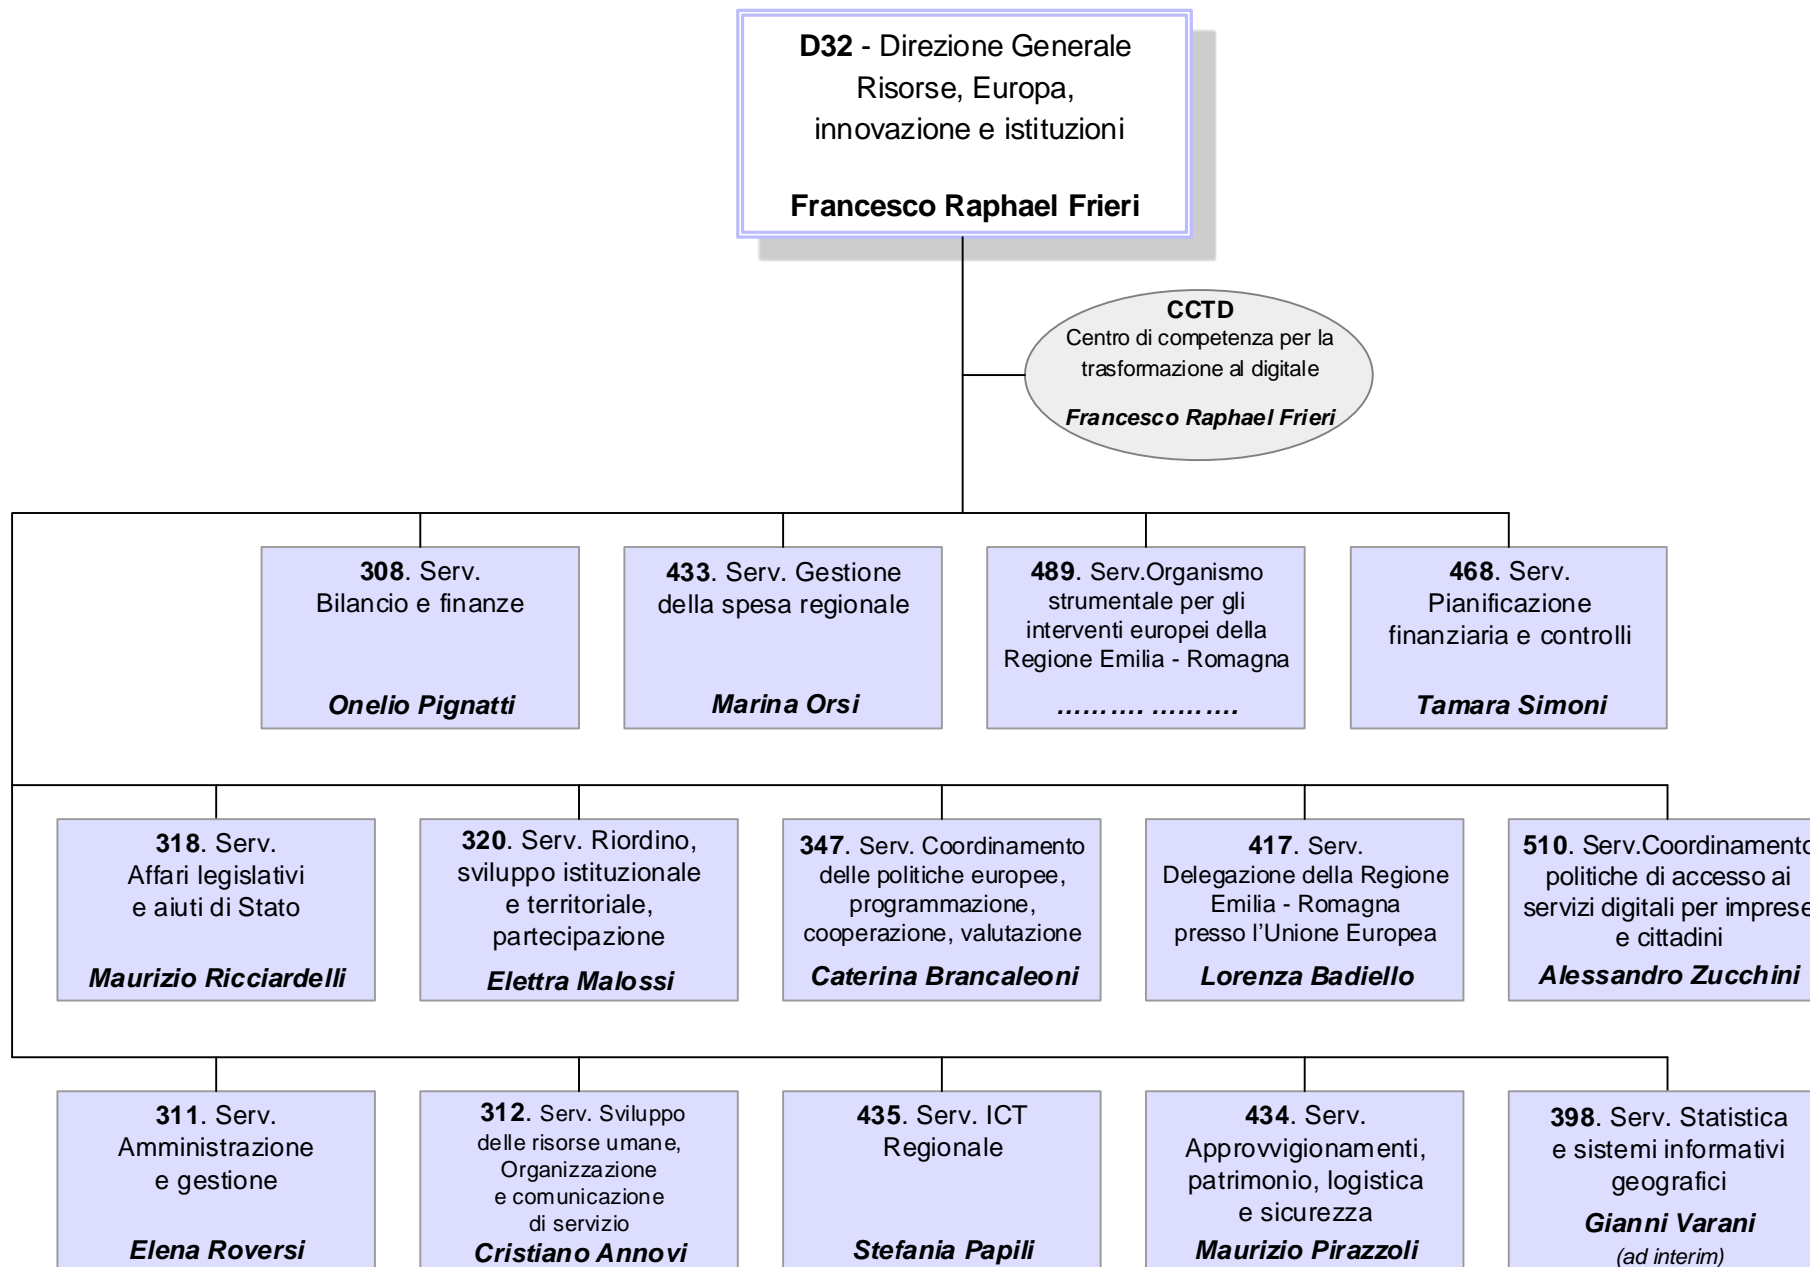 D32 - Direzione Generale
Risorse, Europa,
innovazione e istituzioni
Francesco Raphael Frieri
CCTD
Centro di competenza per la
trasformazione al digitale
Francesco Raphael Frieri
308. Serv.
Bilancio e finanze
Onelio Pignatti
433. Serv. Gestione
della spesa regionale
Marina Orsi
489. Serv.Organismo
strumentale per gli
interventi europei della
Regione Emilia - Romagna
………. ……….
468. Serv.
Pianificazione
finanziaria e controlli
Tamara Simoni
318. Serv.
Affari legislativi
e aiuti di Stato
Maurizio Ricciardelli
320. Serv. Riordino,
sviluppo istituzionale
e territoriale,
partecipazione
Elettra Malossi
347. Serv. Coordinamento
delle politiche europee,
programmazione,
cooperazione, valutazione
Caterina Brancaleoni
417. Serv.
Delegazione della Regione
Emilia - Romagna
presso l'Unione Europea
Lorenza Badiello
510. Serv.Coordinamento
politiche di accesso ai
servizi digitali per imprese
e cittadini
Alessandro Zucchini
311. Serv.
Amministrazione
e gestione
Elena Roversi
312. Serv. Sviluppo
delle risorse umane,
Organizzazione
e comunicazione
di servizio
Cristiano Annovi
435. Serv. ICT
Regionale
Stefania Papili
434. Serv.
Approvvigionamenti,
patrimonio, logistica
e sicurezza
Maurizio Pirazzoli
398. Serv. Statistica
e sistemi informativi
geografici
Gianni Varani
(ad interim)